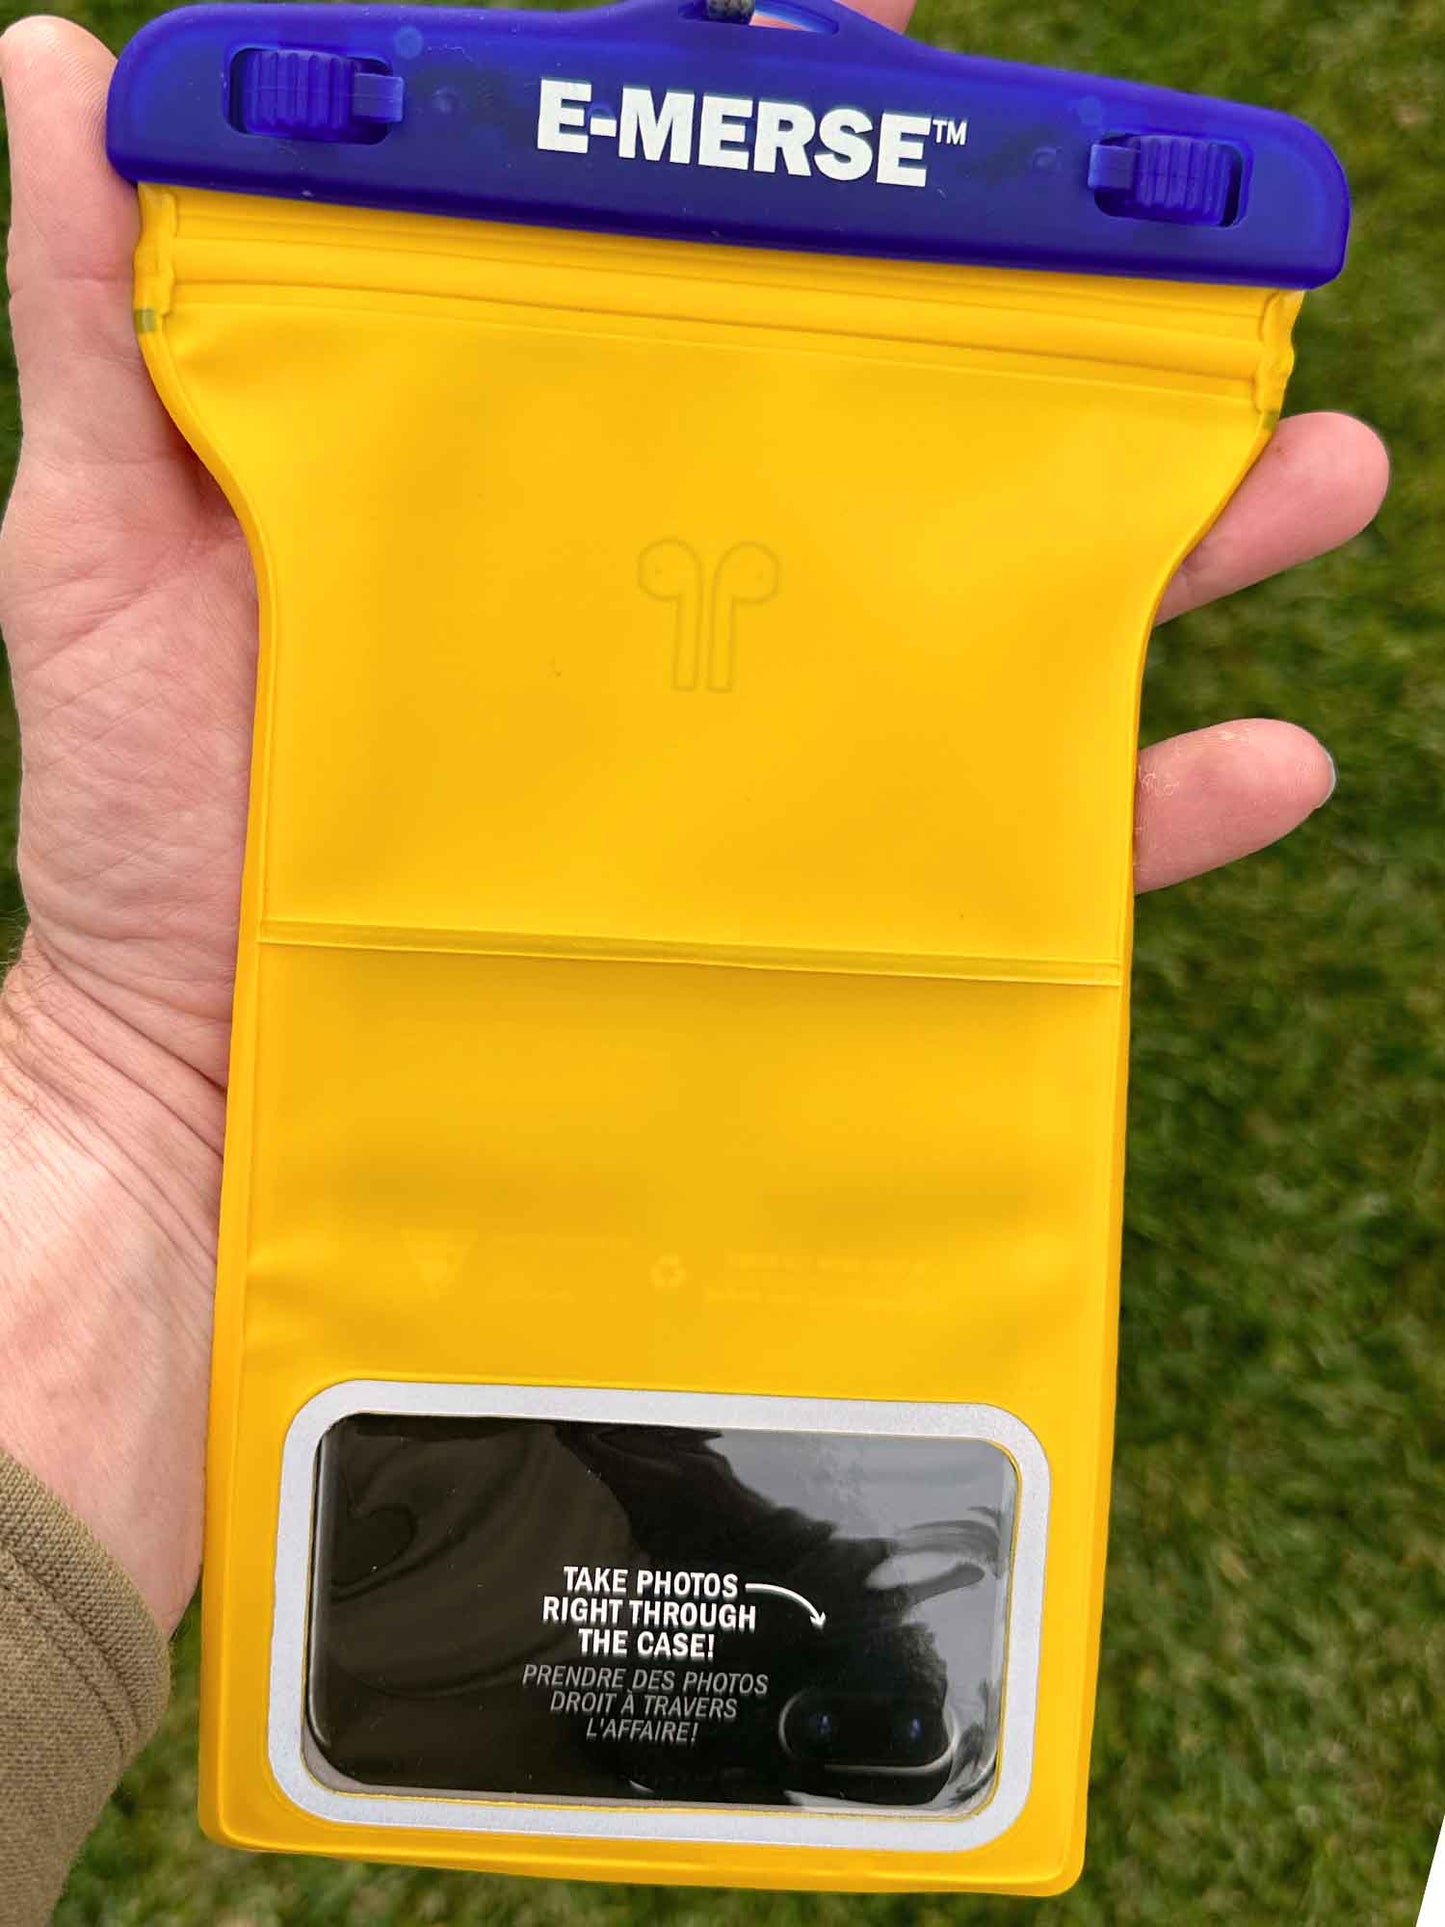 E-MERSE™
TAKE PHOTOS
RIGHT THROUGH
THE CASE!
PRENDRE DES PHOTOS
DROIT À TRAVERS
L'AFFAIRE!